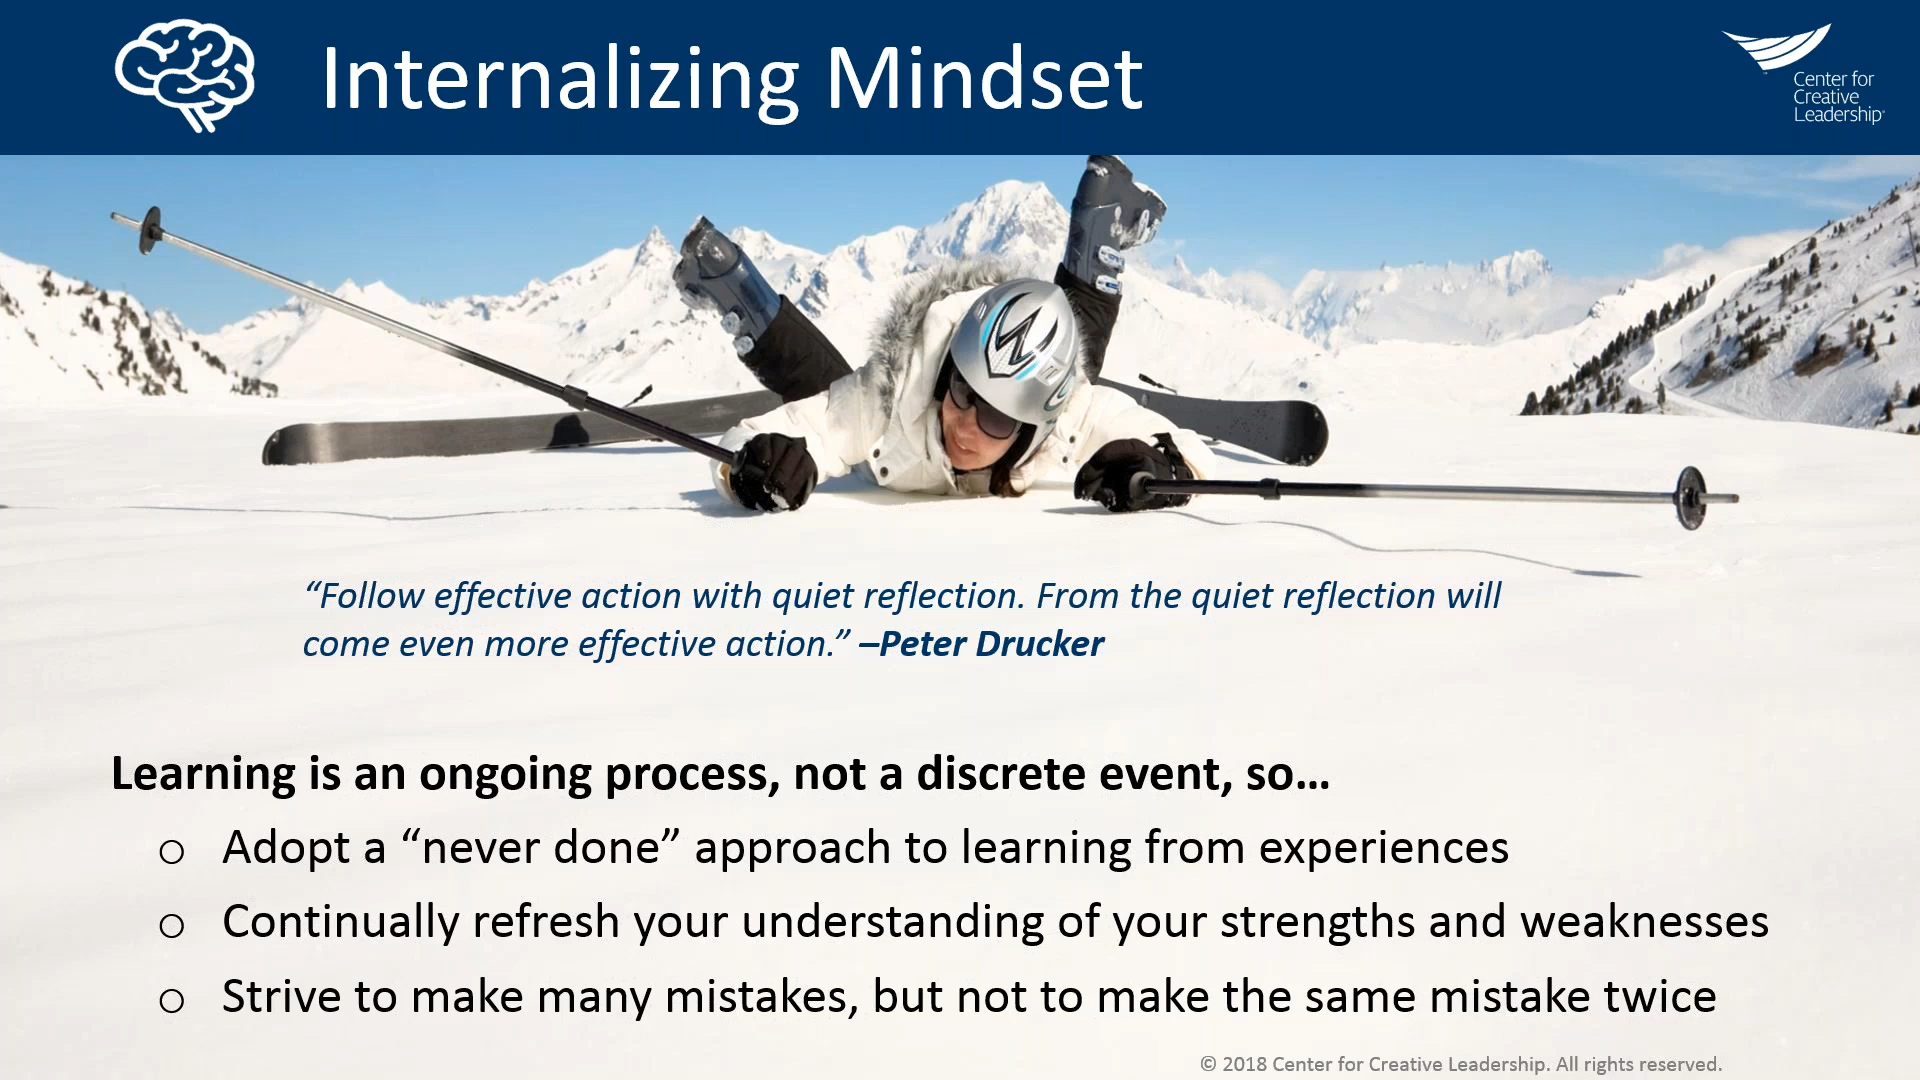 Internalizing Mindset
Center for
Creative
Leadership
“Follow effective action with quiet reflection. From the quiet reflection will
come even more effective action.” –Peter Drucker
Learning is an ongoing process, not a discrete event, so…
o Adopt a “never done” approach to learning from experiences
o Continually refresh your understanding of your strengths and weaknesses
o Strive to make many mistakes, but not to make the same mistake twice
© 2018 Center for Creative Leadership. All rights reserved.